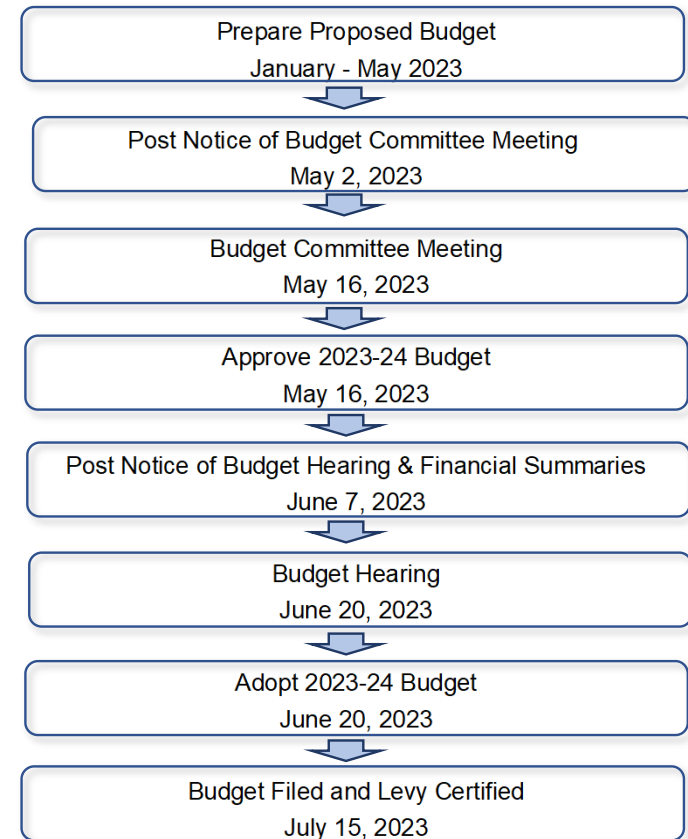 Prepare Proposed Budget
January - May 2023
Post Notice of Budget Committee Meeting
May 2, 2023
Budget Committee Meeting
May 16, 2023
Approve 2023-24 Budget
May 16, 2023
Post Notice of Budget Hearing & Financial Summaries
June 7, 2023
Budget Hearing
June 20, 2023
Adopt 2023-24 Budget
June 20, 2023
Budget Filed and Levy Certified
July 15, 2023